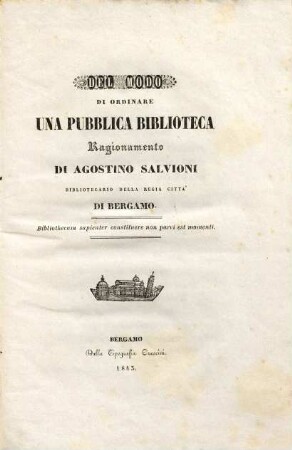 DEL MODO
DI ORDINARE
UNA PUBBLICA BIBLIOTECA
Ragionamento
DI AGOSTINO SALVIONI
BIBLIOTECARIO DELLA REGIA CITTA'
DI BERGAMO.
Bibliothecam sapienter constituere non parvi est momenti.
BERGAMO
Dalla Tipografia Crescini
1843.